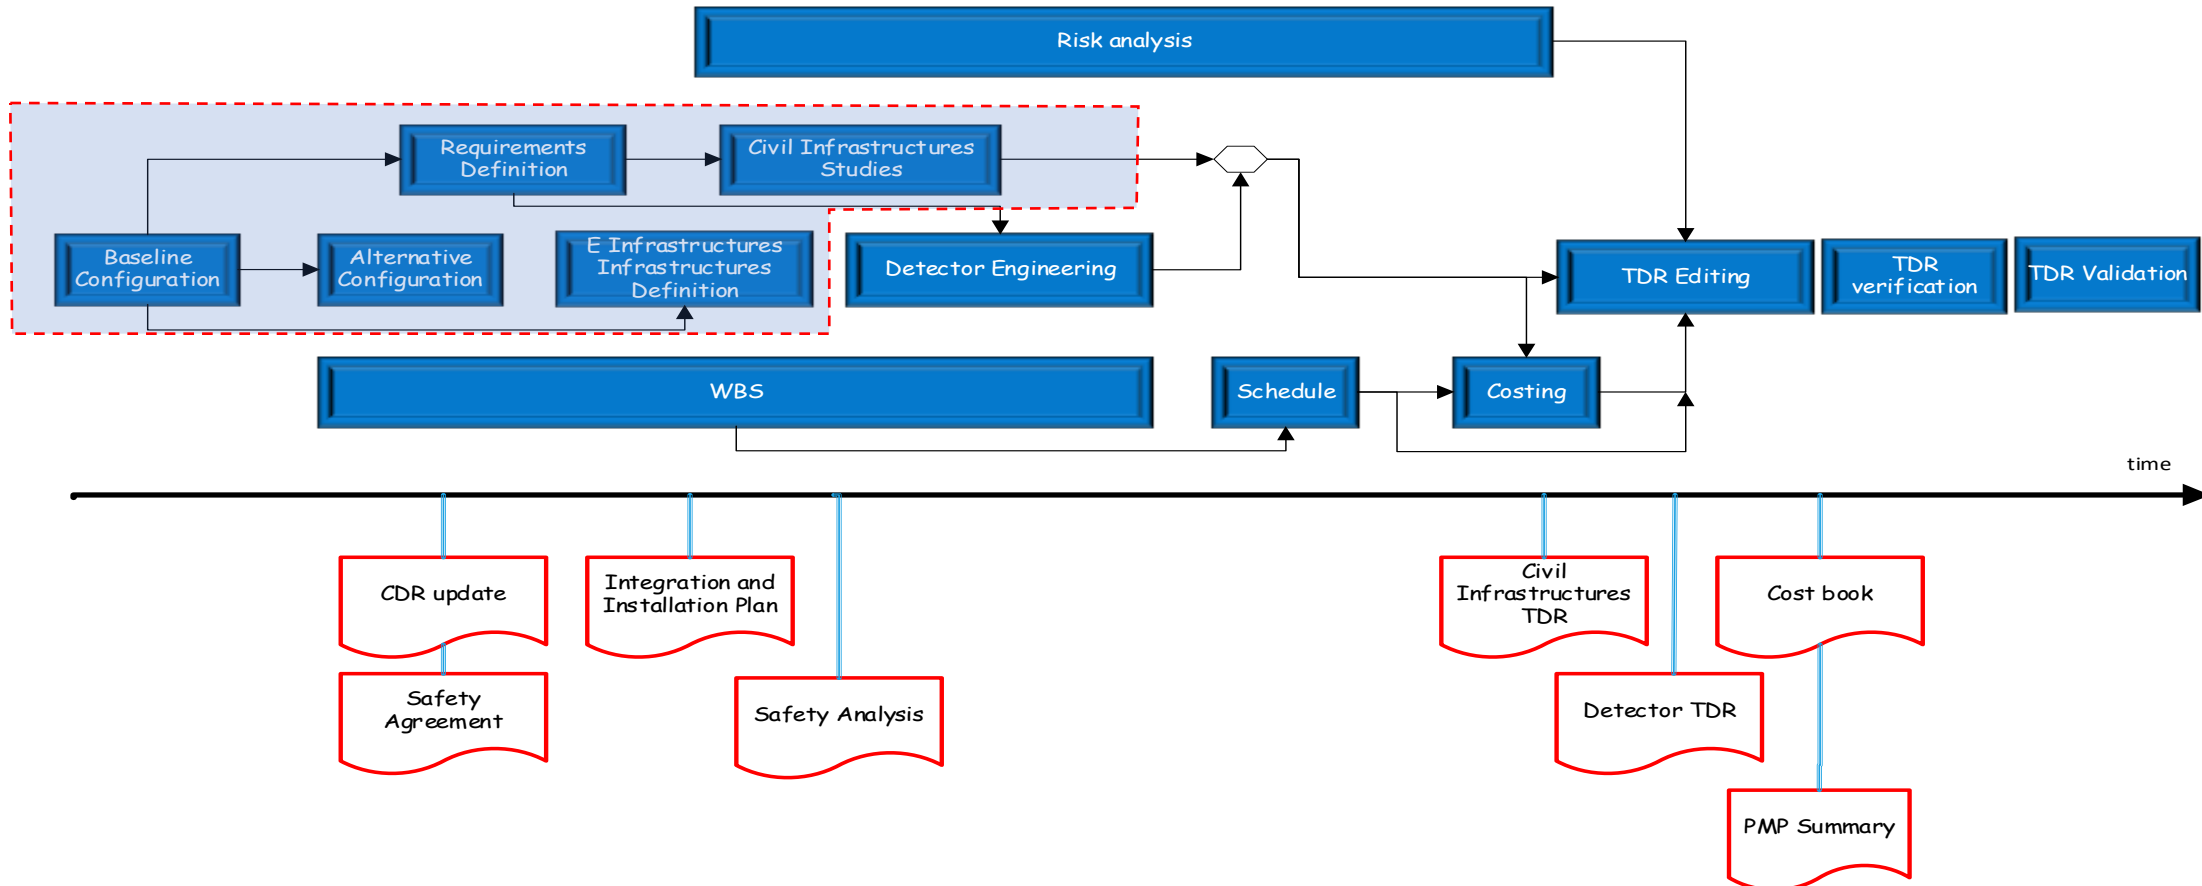 Risk analysis
Requirements
Definition
Civil Infrastructures
Studies
Baseline
Configuration
Alternative
Configuration
E Infrastructures
Infrastructures
Definition
Detector Engineering
TDR Editing
TDR
verification
TDR Validation
WBS
Schedule
Costing
time
CDR update
Integration and
Installation Plan
Civil
Infrastructures
TDR
Cost book
Safety
Agreement
Safety Analysis
Detector TDR
PMP Summary